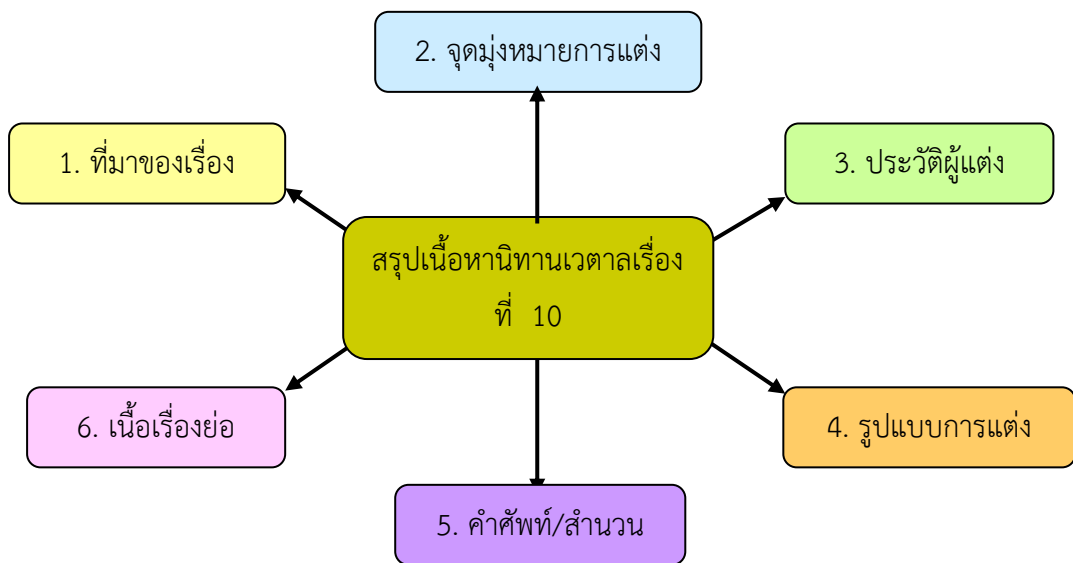 2. จุดมุ่งหมายการแต่ง
1. ที่มาของเรื่อง
3. ประวัติผู้แต่ง
สรุปเนื้อหานิทานเวตาลเรื่อง
ที่ 10
6. เนื้อเรื่องย่อ
4. รูปแบบการแต่ง
5. คำศัพท์/สำนวน